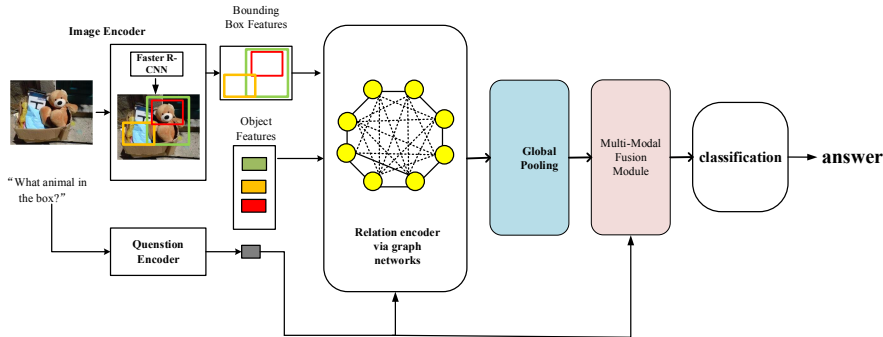 Bounding
Box Features
Image Encoder
Faster R-
CNN
Object
Features
"What animal in
the box?"
Quenstion
Encoder
Relation encoder
via graph
networks
Global
Pooling
Multi-Modal
Fusion
Module
classification
answer